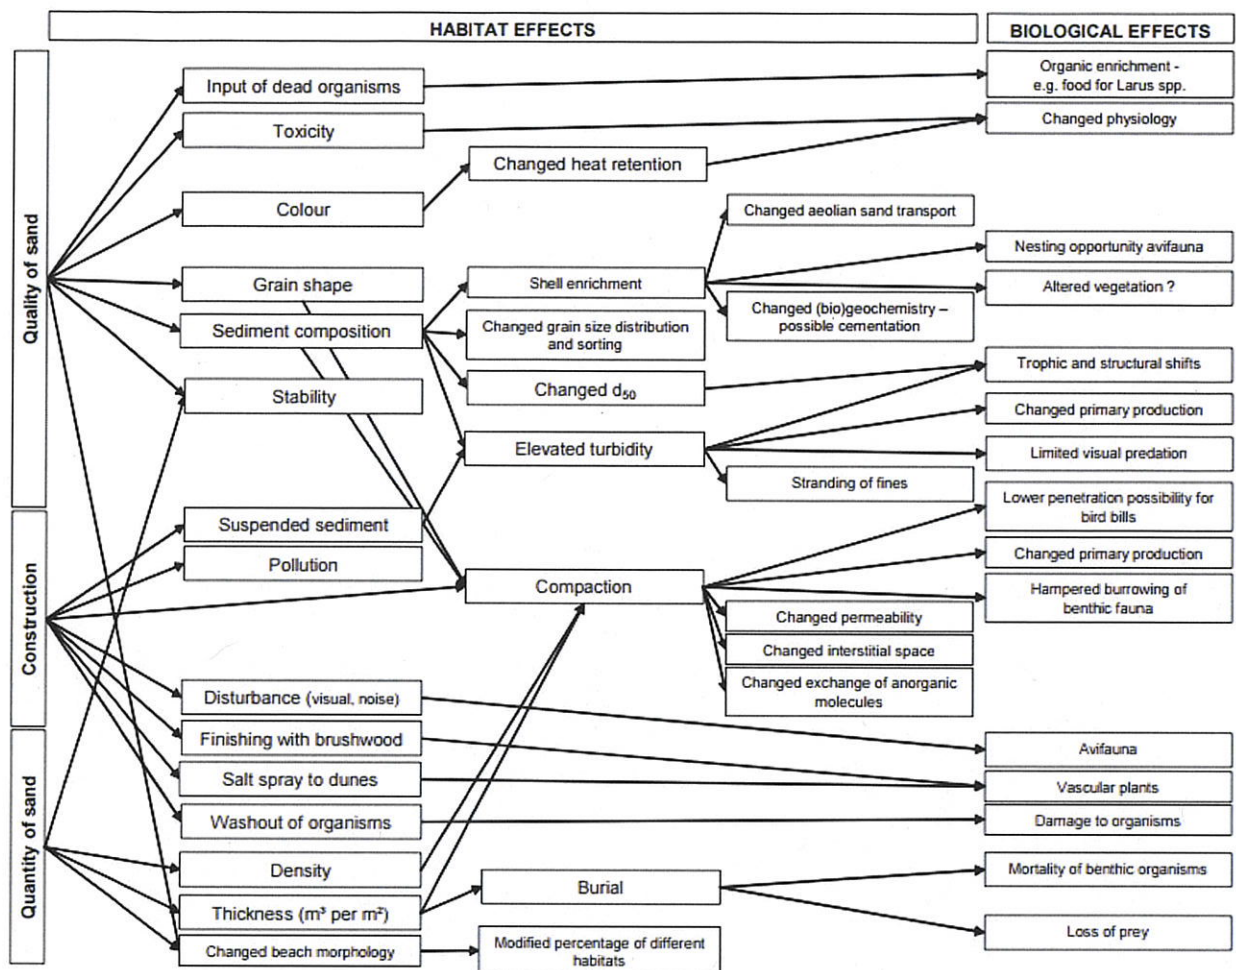 HABITAT EFFECTS
BIOLOGICAL EFFECTS
Quality of sand
Construction
Quantity of sand
Input of dead organisms
Toxicity
Colour
Grain shape
Sediment composition
Stability
Suspended sediment
Pollution
Disturbance (visual, noise)
Finishing with brushwood
Salt spray to dunes
Washout of organisms
Density
Thickness (m³ per m²)
Changed beach morphology
Changed heat retention
Shell enrichment
Changed grain size distribution
and sorting
Changed d₅₀
Elevated turbidity
Compaction
Burial
Modified percentage of different
habitats
Changed aeolian sand transport
Changed (bio)geochemistry –
possible cementation
Stranding of fines
Changed permeability
Changed interstitial space
Changed exchange of anorganic
molecules
Organic enrichment -
e.g. food for Larus spp.
Changed physiology
Nesting opportunity avifauna
Altered vegetation ?
Trophic and structural shifts
Changed primary production
Limited visual predation
Lower penetration possibility for
bird bills
Changed primary production
Hampered burrowing of
benthic fauna
Avifauna
Vascular plants
Damage to organisms
Mortality of benthic organisms
Loss of prey